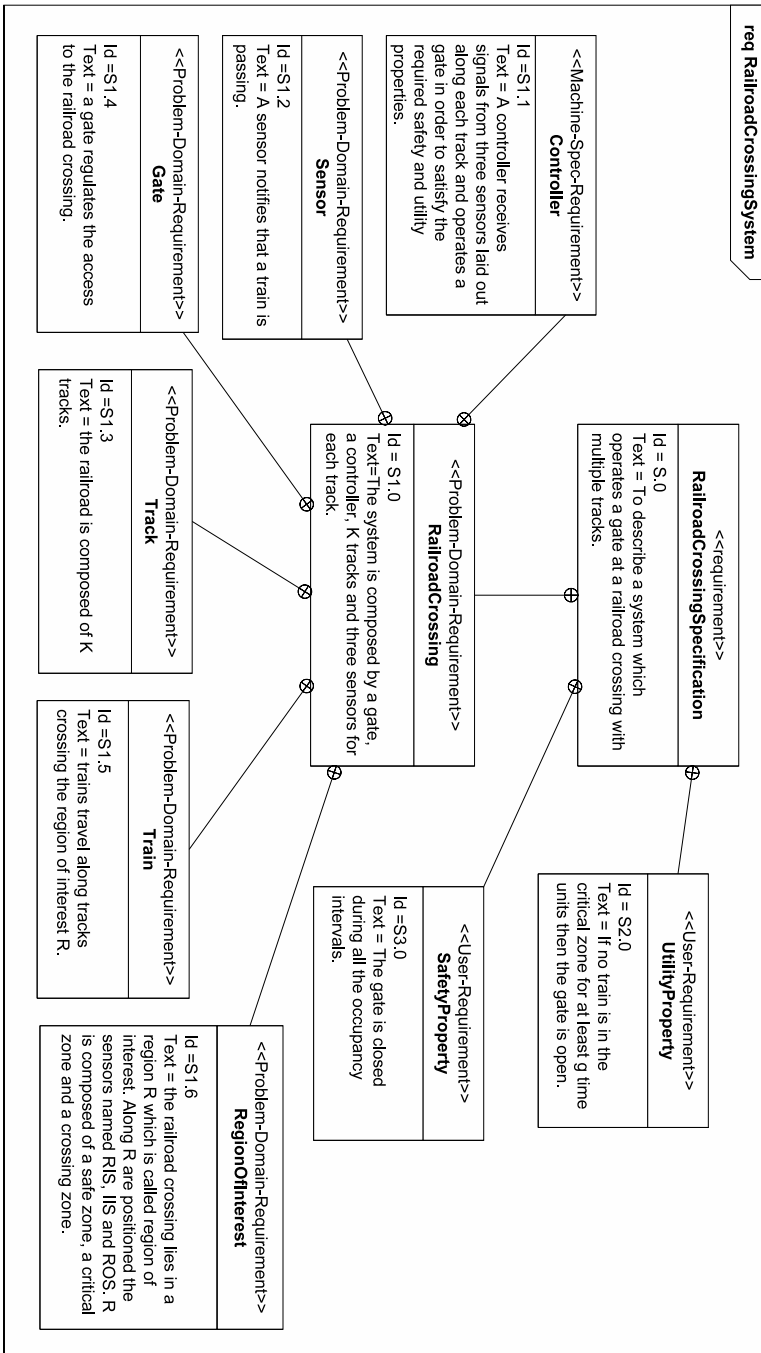 req RailroadCrossingSystem
<<requirement>>
RailroadCrossingSpecification
Id = S.0
Text = To describe a system which
operates a gate at a railroad crossing with
multiple tracks.
<<User-Requirement>>
UtilityProperty
Id = S2.0
Text = If no train is in the
critical zone for at least g time
units then the gate is open.
<<Machine-Spec-Requirement>>
Controller
Id =S1.1
Text = A controller receives
signals from three sensors laid out
along each track and operates a
gate in order to satisfy the
required safety and utility
properties.
<<Problem-Domain-Requirement>>
RailroadCrossing
Id = S1.0
Text=The system is composed by a gate,
a controller, K tracks and three sensors for
each track.
<<User-Requirement>>
SafetyProperty
Id =S3.0
Text = The gate is closed
during all the occupancy
intervals.
<<Problem-Domain-Requirement>>
Sensor
Id =S1.2
Text = A sensor notifies that a train is
passing.
<<Problem-Domain-Requirement>>
Gate
Id =S1.4
Text = a gate regulates the access
to the railroad crossing.
<<Problem-Domain-Requirement>>
Track
Id =S1.3
Text = the railroad is composed of K
tracks.
<<Problem-Domain-Requirement>>
Train
Id =S1.5
Text = trains travel along tracks
crossing the region of interest R.
<<Problem-Domain-Requirement>>
RegionOfInterest
Id =S1.6
Text = the railroad crossing lies in a
region R which is called region of
interest. Along R are positioned the
sensors named RIS, IIS and ROS. R
is composed of a safe zone, a critical
zone and a crossing zone.